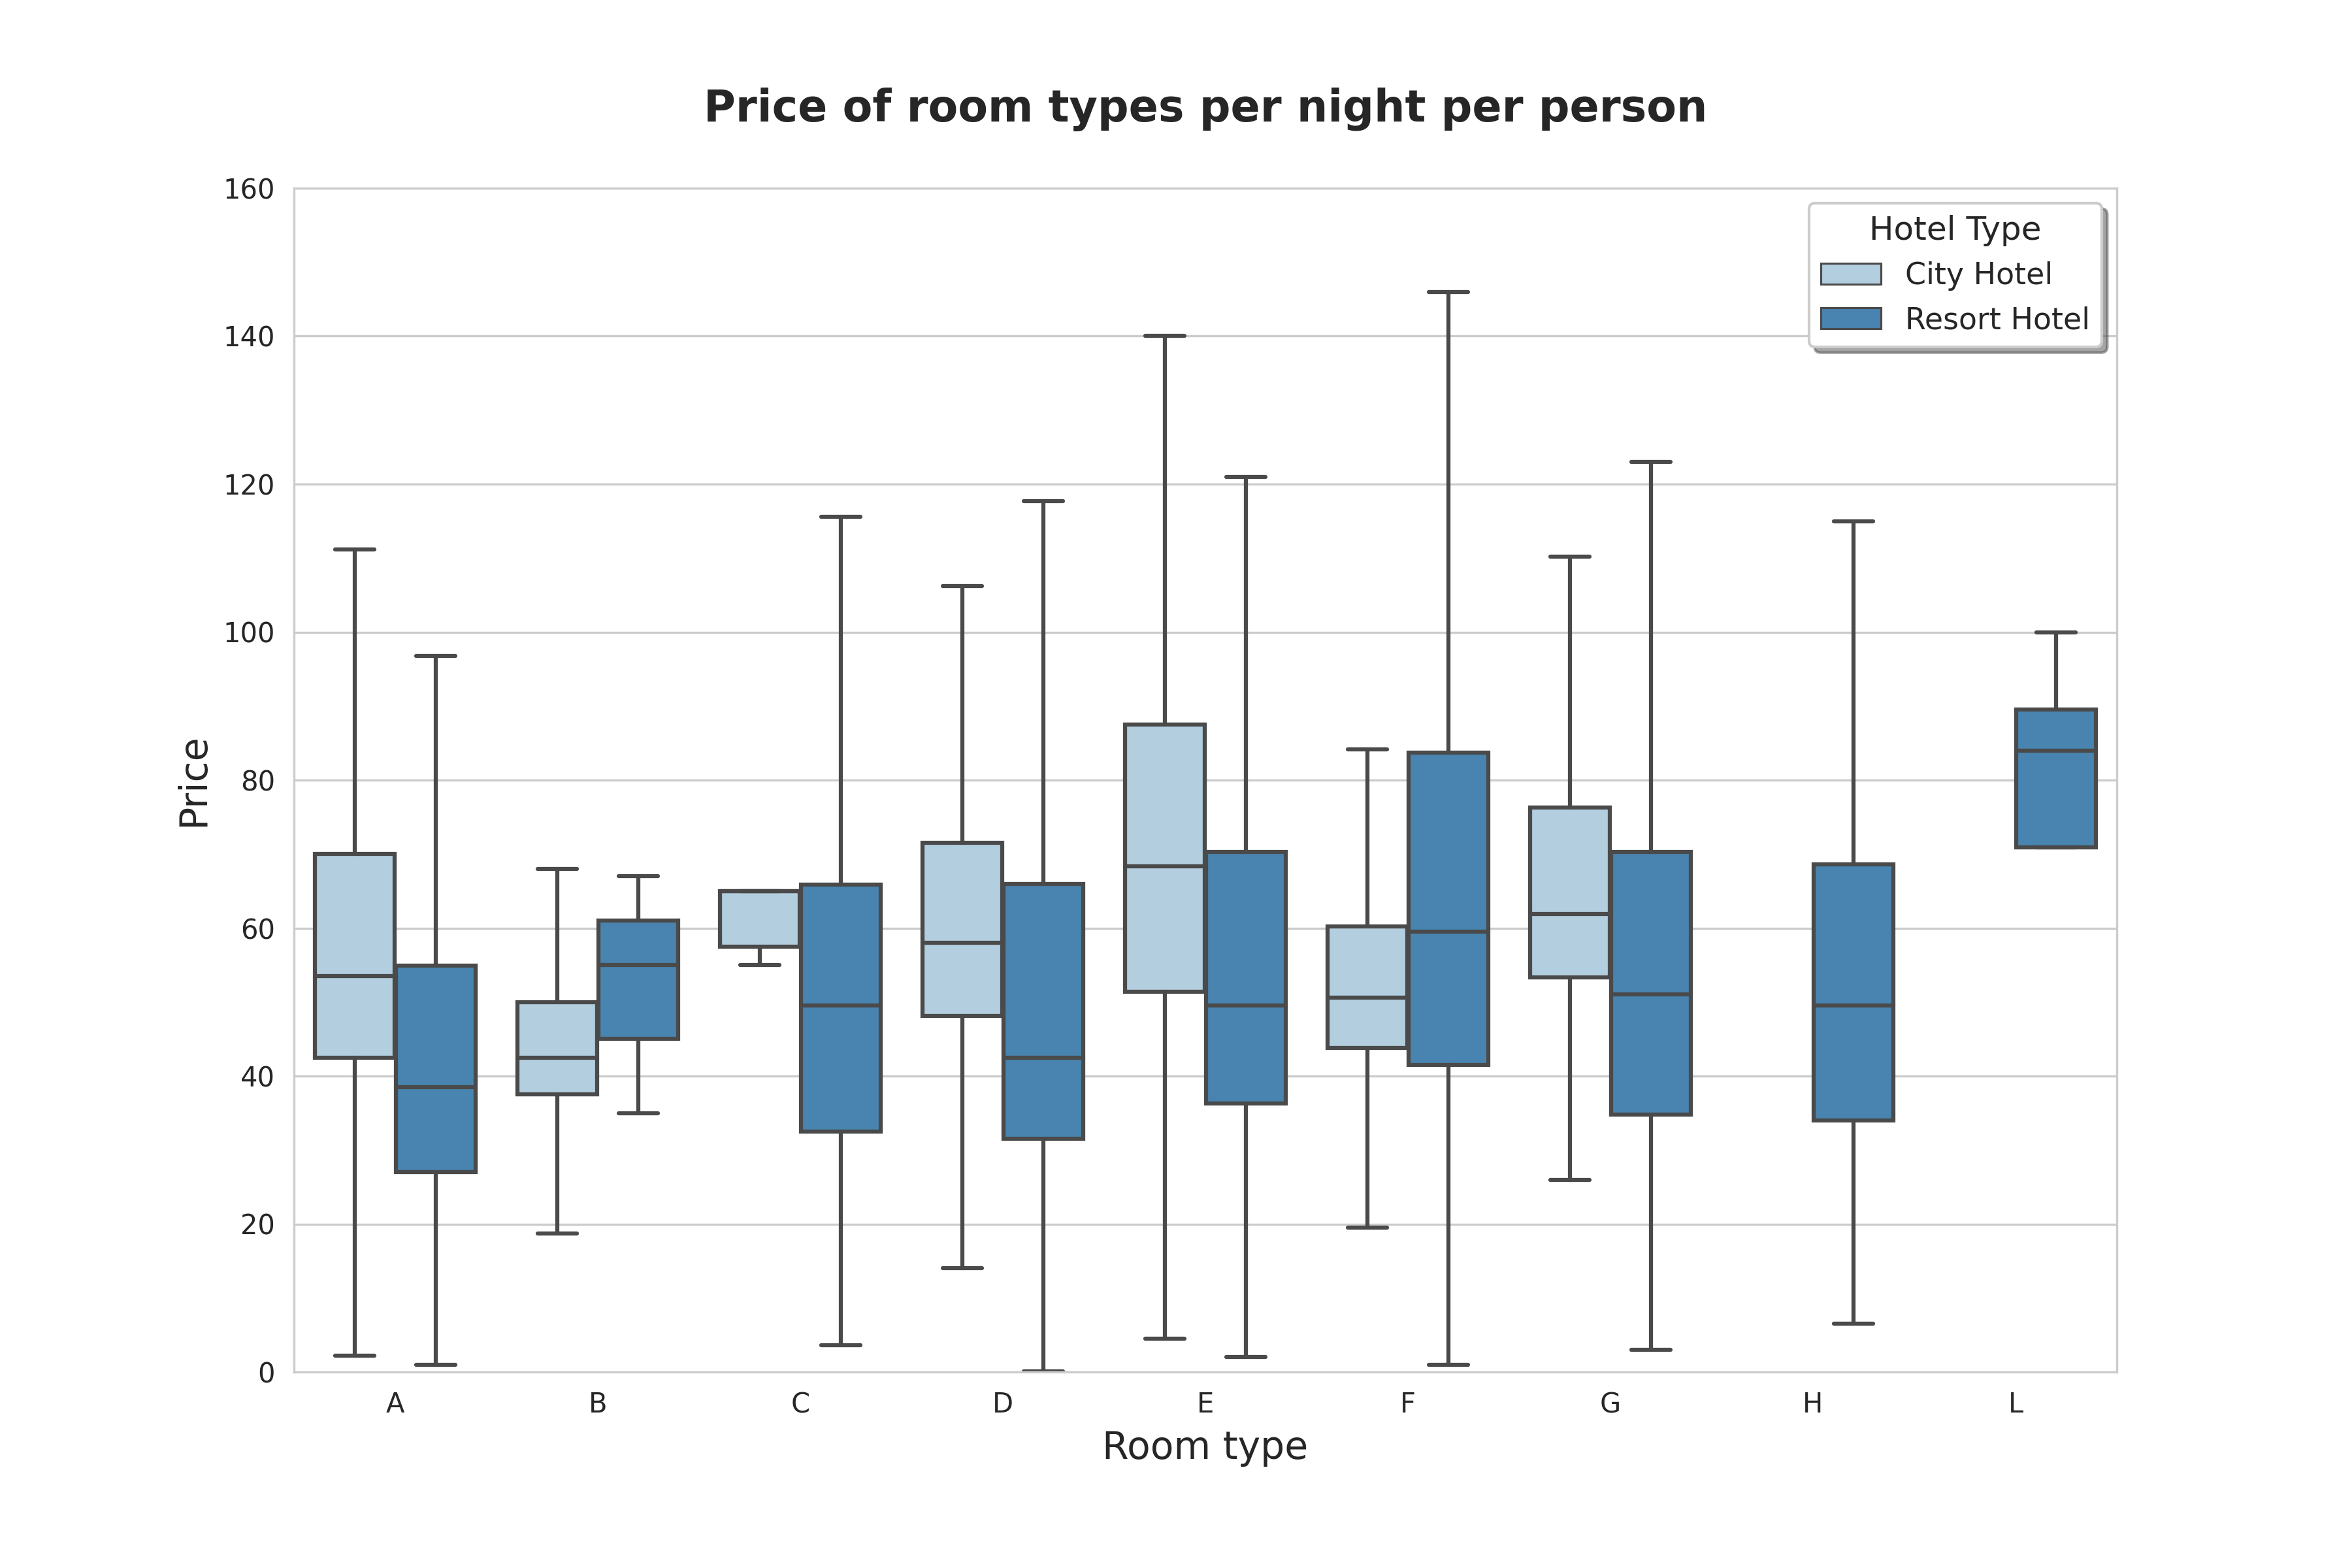 Price of room types per night per person
160
140
120
100
80
60
40
20
0
Price
Hotel Type
City Hotel
Resort Hotel
A B C D E F G H L
Room type